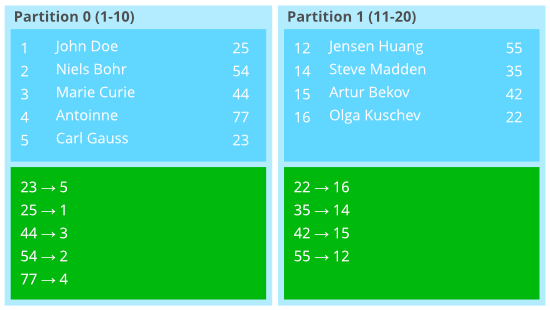 Partition 0 (1-10)
1 John Doe 25
2 Niels Bohr 54
3 Marie Curie 44
4 Antoinne 77
5 Carl Gauss 23
23 → 5
25 → 1
44 → 3
54 → 2
77 → 4
Partition 1 (11-20)
12 Jensen Huang 55
14 Steve Madden 35
15 Artur Bekov 42
16 Olga Kuschev 22
22 → 16
35 → 14
42 → 15
55 → 12